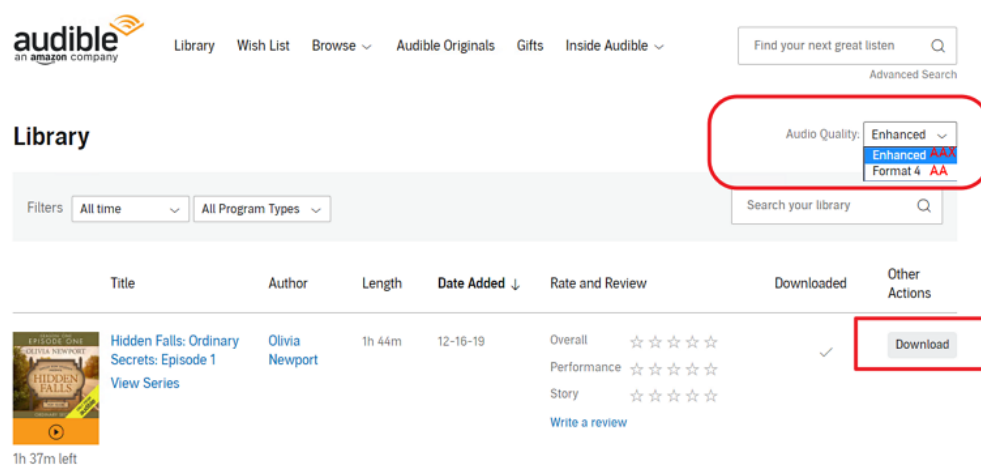 audible
an amazon company
Library Wish List Browse Audible Originals Gifts Inside Audible
Find your next great listen
Advanced Search
Library
Audio Quality: Enhanced
Enhanced AAX
Format 4 AA
Filters All time All Program Types
Search your library
Title Author Length Date Added ↓ Rate and Review Downloaded Other Actions
EPISODE ONE
OLIVIA NEWPORT
HIDDEN
FALLS
Hidden Falls: Ordinary
Secrets: Episode 1
View Series
Olivia
Newport
1h 44m
12-16-19
Overall
Performance
Story
Write a review
Download
1h 37m left